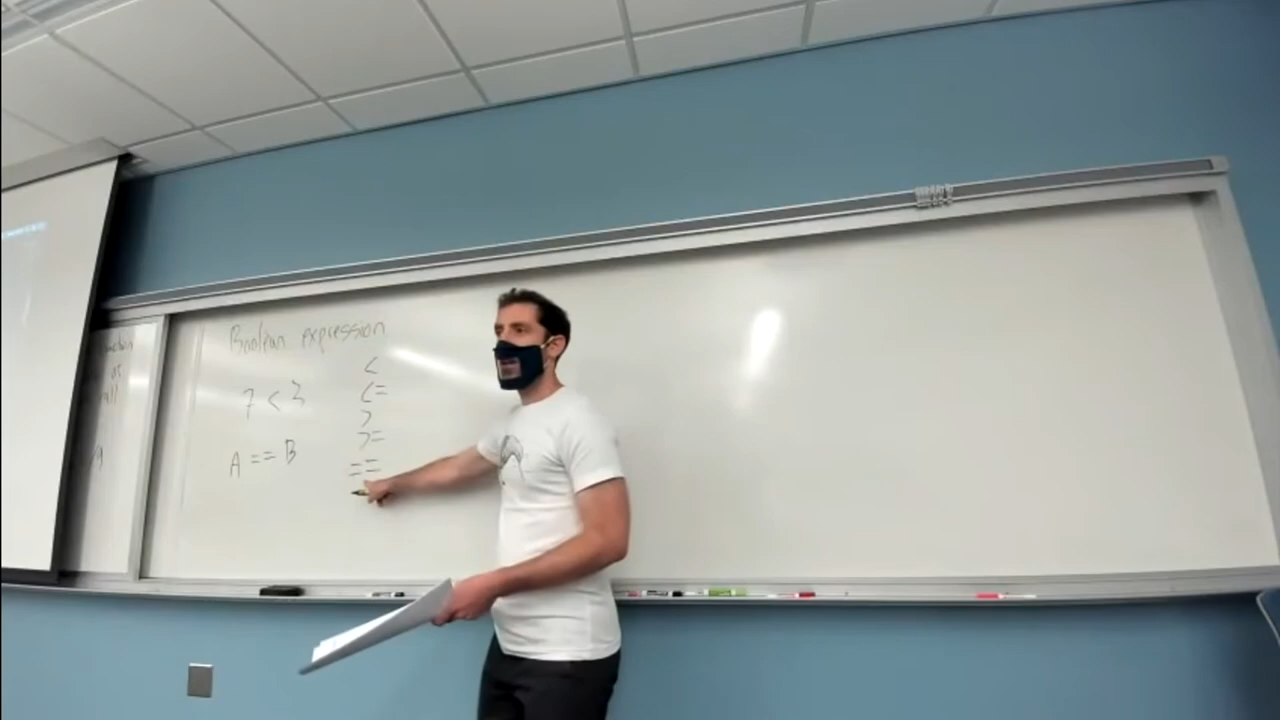 Boolean expression
<
7 < 3
<=
>
>=
A == B
==